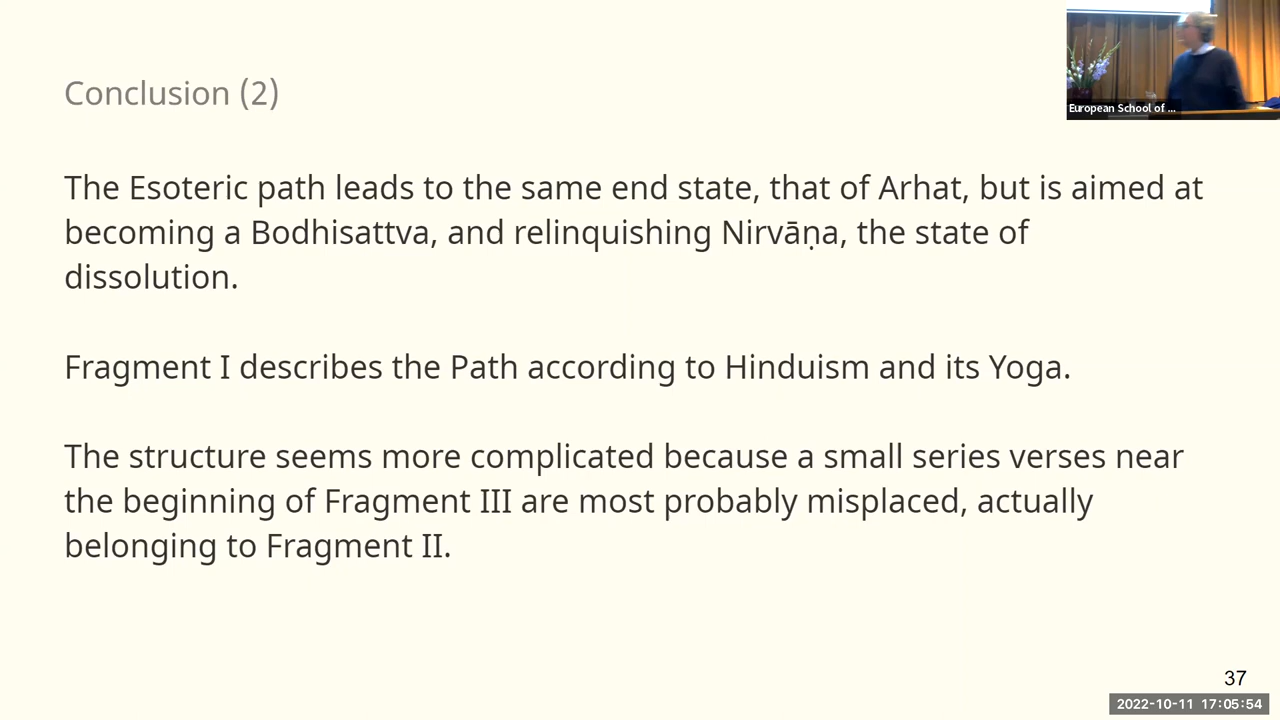 Conclusion (2)
European School of ...
The Esoteric path leads to the same end state, that of Arhat, but is aimed at
becoming a Bodhisattva, and relinquishing Nirvāṇa, the state of
dissolution.
Fragment I describes the Path according to Hinduism and its Yoga.
The structure seems more complicated because a small series verses near
the beginning of Fragment III are most probably misplaced, actually
belonging to Fragment II.
37
2022-10-11 17:05:54